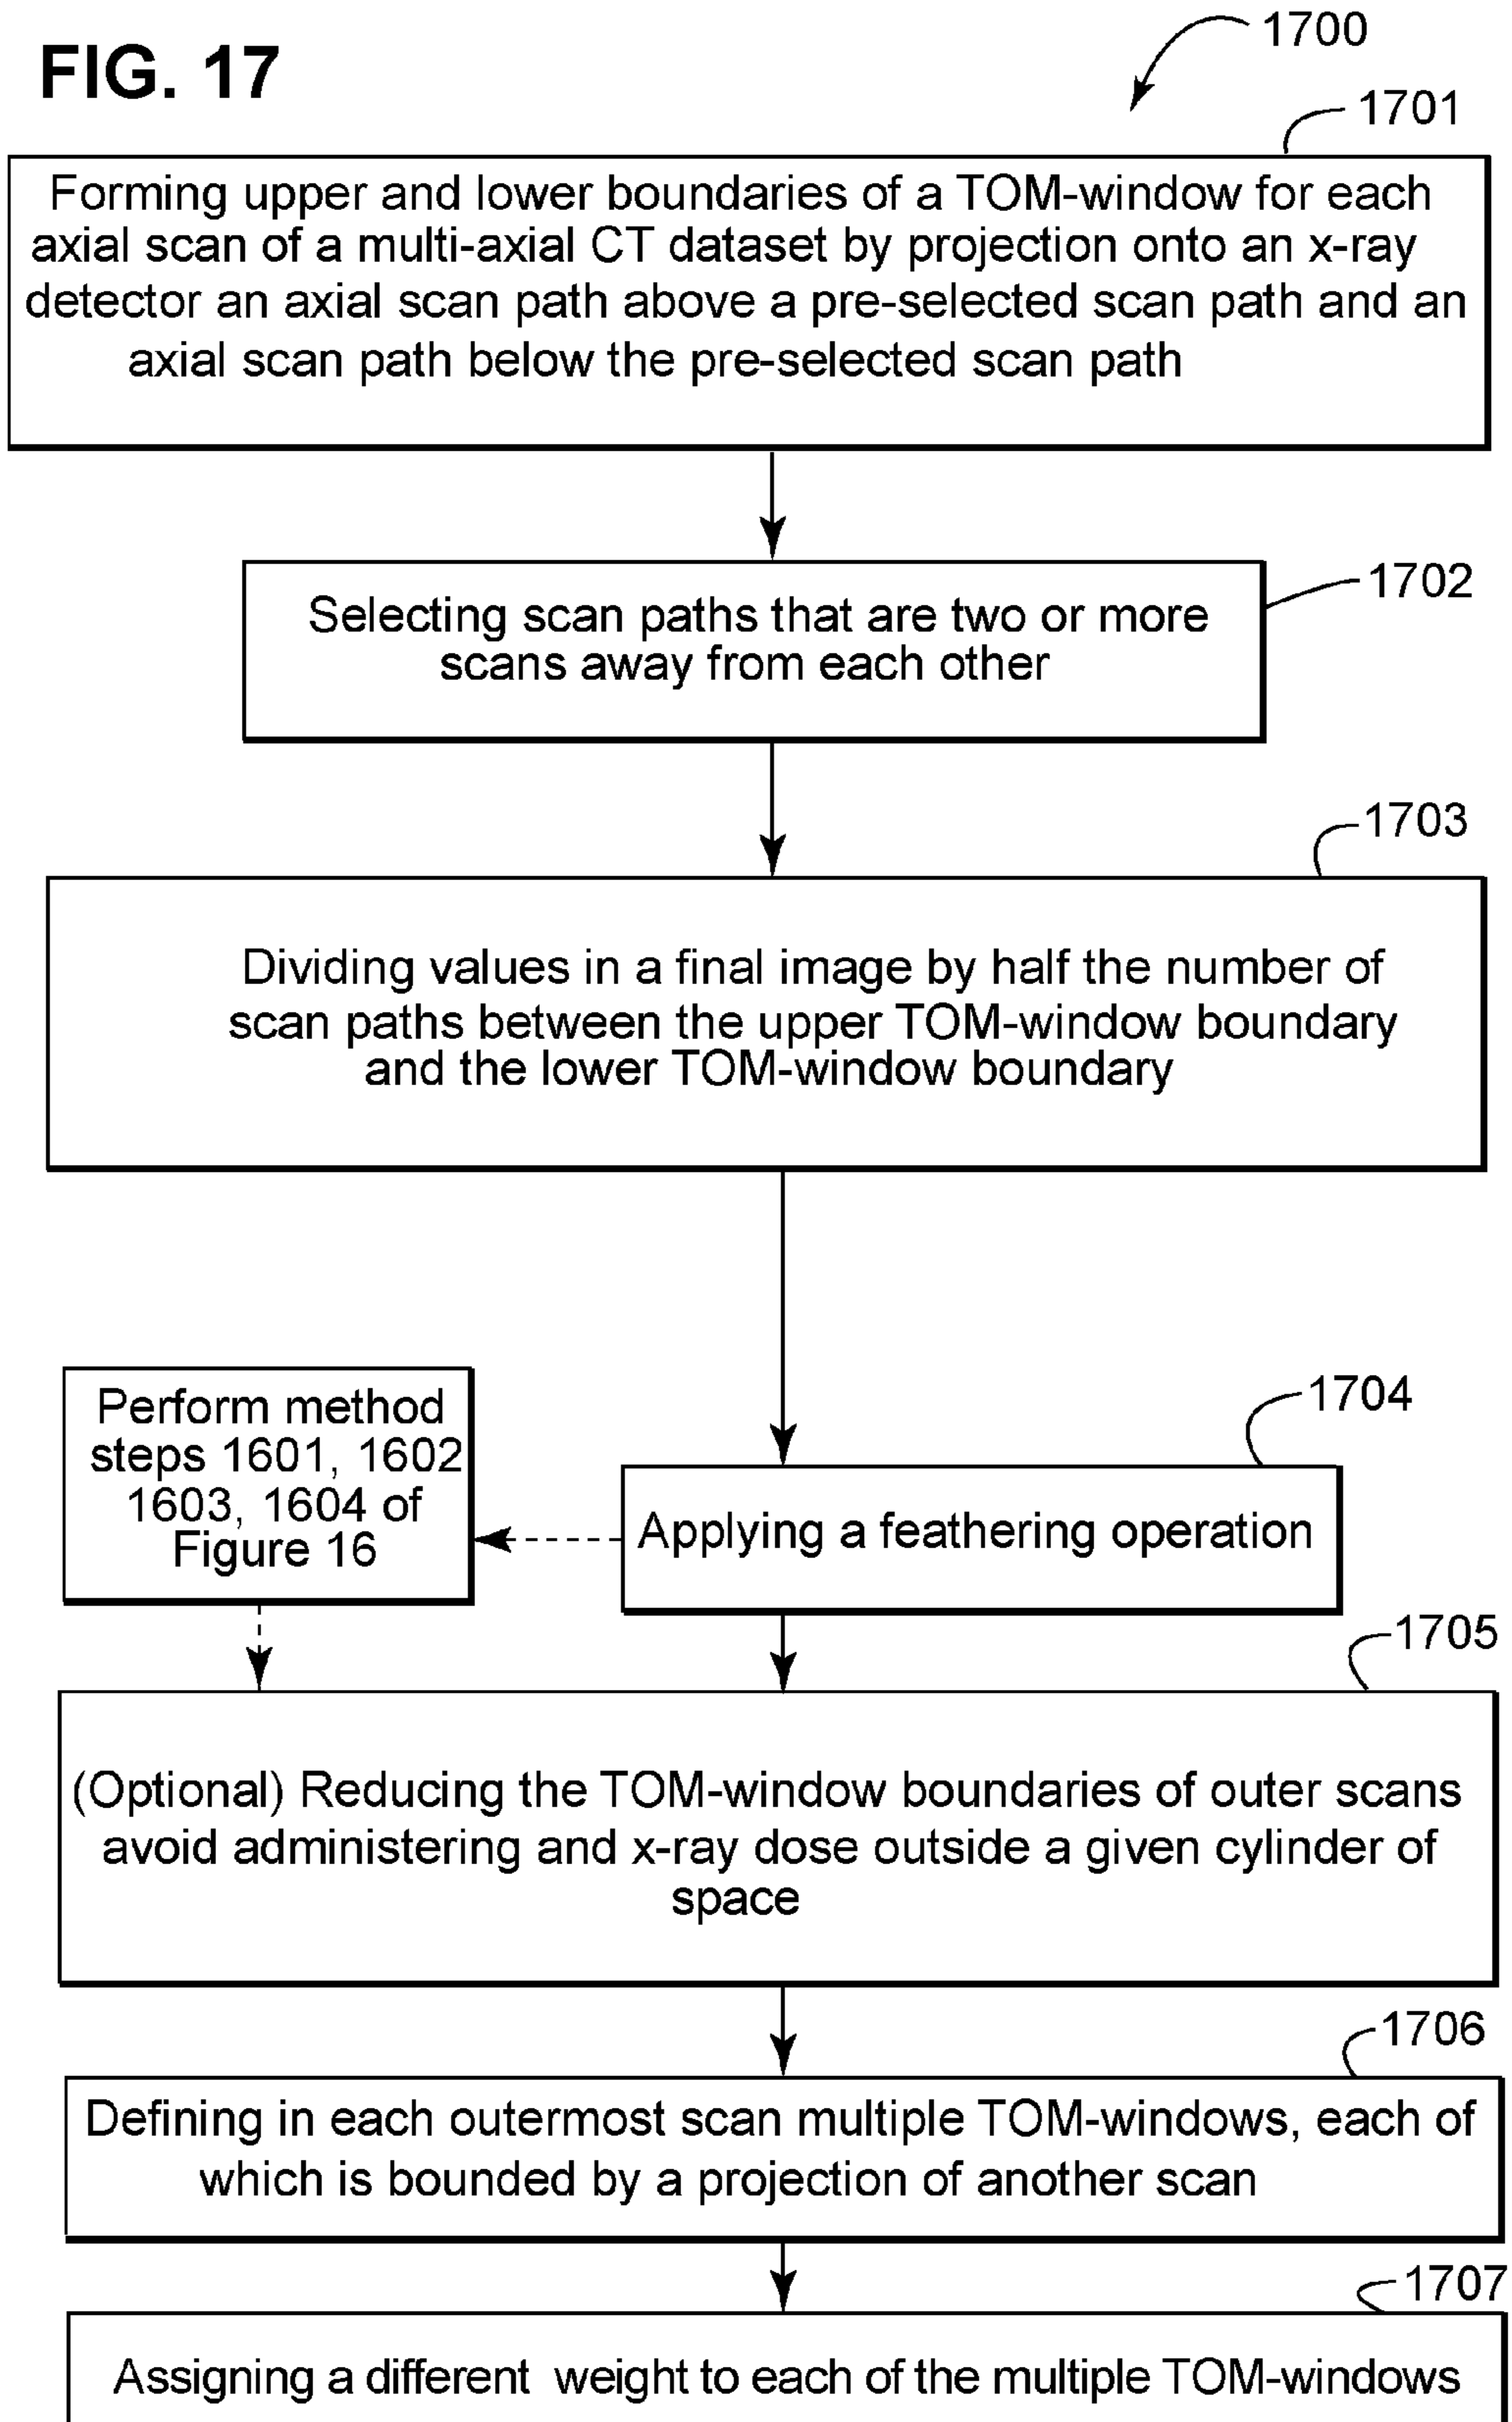 FIG. 17
1700
1701
Forming upper and lower boundaries of a TOM-window for each
axial scan of a multi-axial CT dataset by projection onto an x-ray
detector an axial scan path above a pre-selected scan path and an
axial scan path below the pre-selected scan path
1702
Selecting scan paths that are two or more
scans away from each other
1703
Dividing values in a final image by half the number of
scan paths between the upper TOM-window boundary
and the lower TOM-window boundary
Perform method
steps 1601, 1602
1603, 1604 of
Figure 16
1704
Applying a feathering operation
1705
(Optional) Reducing the TOM-window boundaries of outer scans
avoid administering and x-ray dose outside a given cylinder of
space
1706
Defining in each outermost scan multiple TOM-windows, each of
which is bounded by a projection of another scan
1707
Assigning a different weight to each of the multiple TOM-windows